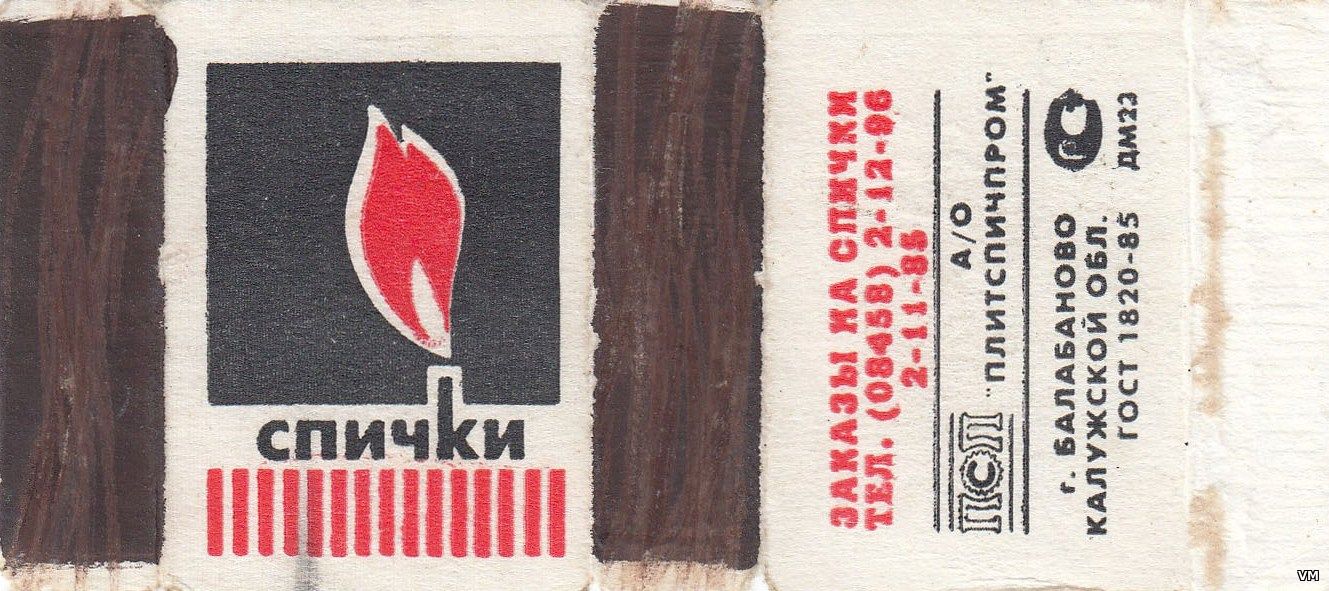 спички
ЗАКАЗЫ НА СПИЧКИ
ТЕЛ. (08458) 2-12-96
2-11-85
А/О
ПСП "ПЛИТСПИЧПРОМ"
г. БАЛАБАНОВО
КАЛУЖСКОЙ ОБЛ.
ГОСТ 1820-85 ДМ23
VM